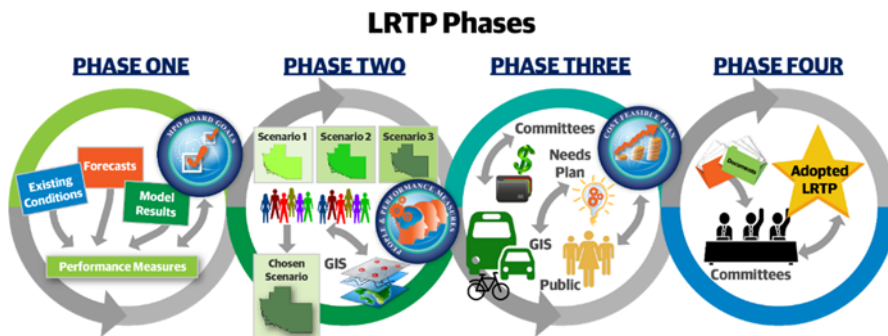 LRTP Phases
PHASE ONE
MPO BOARD GOALS
Existing
Conditions
Forecasts
Model
Results
Performance Measures
PHASE TWO
Scenario 1
Scenario 2
Scenario 3
PEOPLE & PERFORMANCE MEASURES
Chosen
Scenario
GIS
PHASE THREE
COST FEASIBLE PLAN
Committees
Needs
Plan
GIS
Public
PHASE FOUR
Documents
Adopted
LRTP
Committees